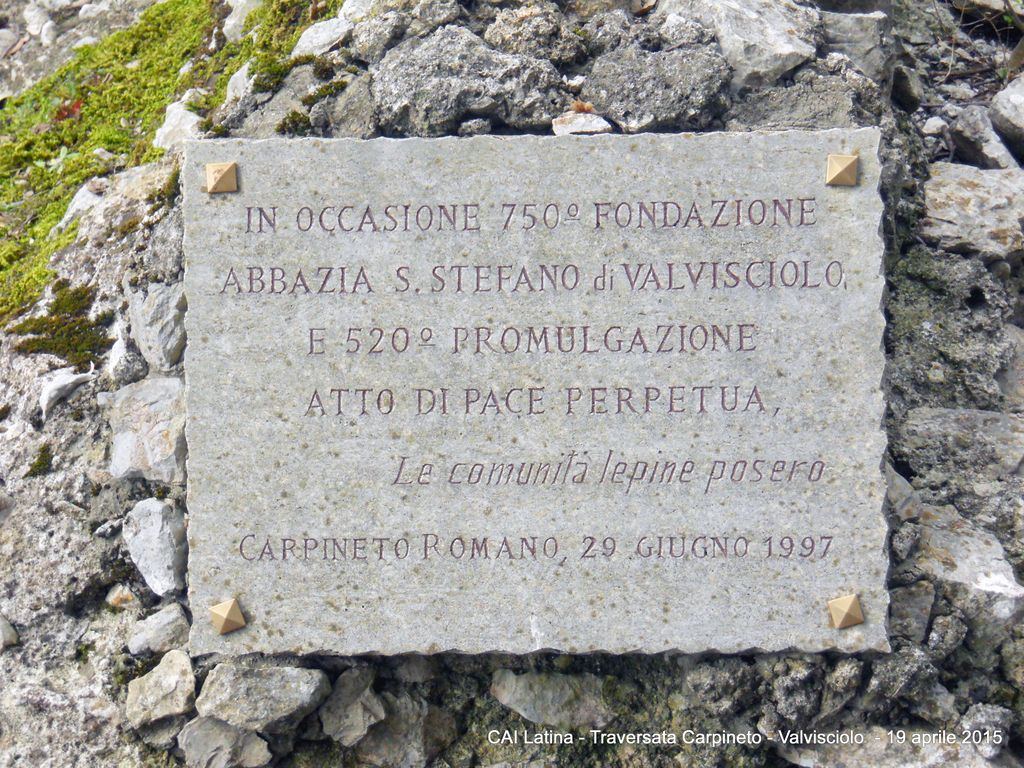 IN OCCASIONE 750º FONDAZIONE
ABBAZIA S. STEFANO di VALVISCIOLO,
E 520º PROMULGAZIONE
ATTO DI PACE PERPETUA,
Le comunità lepine posero
CARPINETO ROMANO, 29 GIUGNO 1997
CAI Latina - Traversata Carpineto - Valvisciolo - 19 aprile 2015